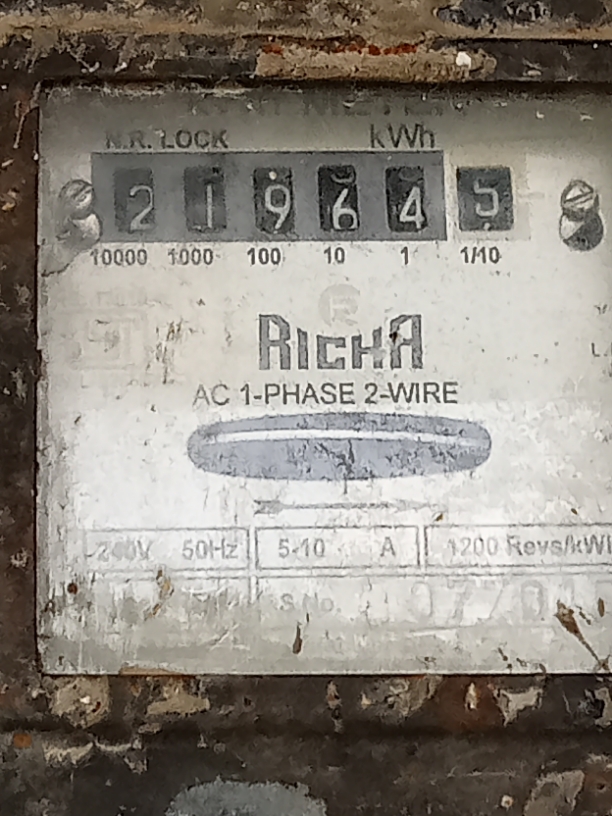 N.R. LOCK kWh
2 1 9 6 4 5
10000 1000 100 10 1 1/10
RICHA
AC 1-PHASE 2-WIRE
240V 50Hz 5-10 A 1200 Revs/kWh
S.No.